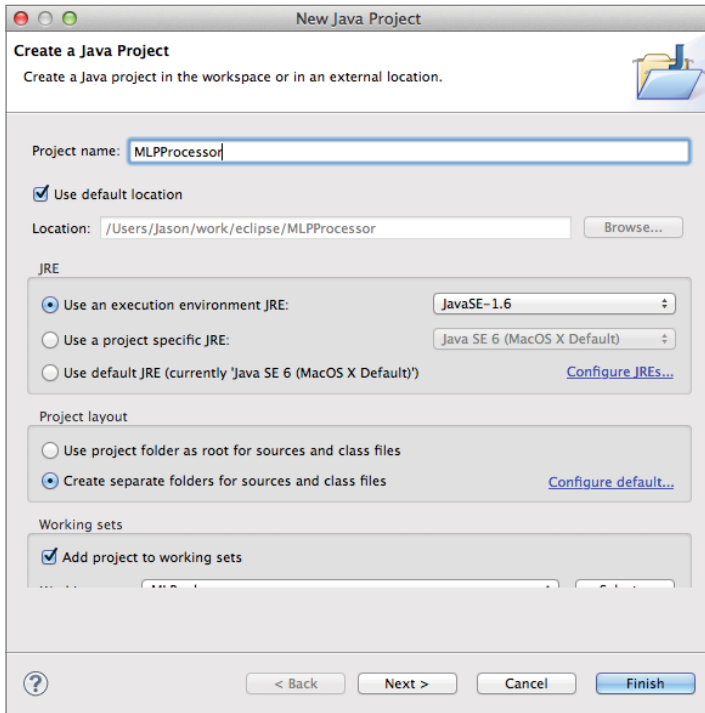 New Java Project
Create a Java Project
Create a Java project in the workspace or in an external location.
Project name: MLPProcessor
Use default location
Location: /Users/Jason/work/eclipse/MLPProcessor Browse...
JRE
Use an execution environment JRE: JavaSE-1.6
Use a project specific JRE: Java SE 6 (MacOS X Default)
Use default JRE (currently 'Java SE 6 (MacOS X Default)') Configure JREs...
Project layout
Use project folder as root for sources and class files
Create separate folders for sources and class files Configure default...
Working sets
Add project to working sets
? < Back Next > Cancel Finish